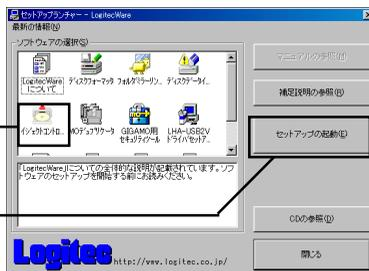 セットアップランチャー - LogitecWare
最新の情報(N)
ソフトウェアの選択(S)
LogitecWareについて
ディスクフォーマッタ
フォルダミラーリン...
ディスクデータイ...
イジェクトコントロ...
MOデュプリケータ
GIGAMO用セキュリティツール
LHA-USB2Vドライバセットア...
「LogitecWare」についての全体的な説明が記載されています。ソフトウェアのセットアップを開始する前にお読みください。
マニュアルの参照(M)
補足説明の参照(R)
セットアップの起動(E)
CDの参照(D)
閉じる
Logitec http://www.logitec.co.jp/